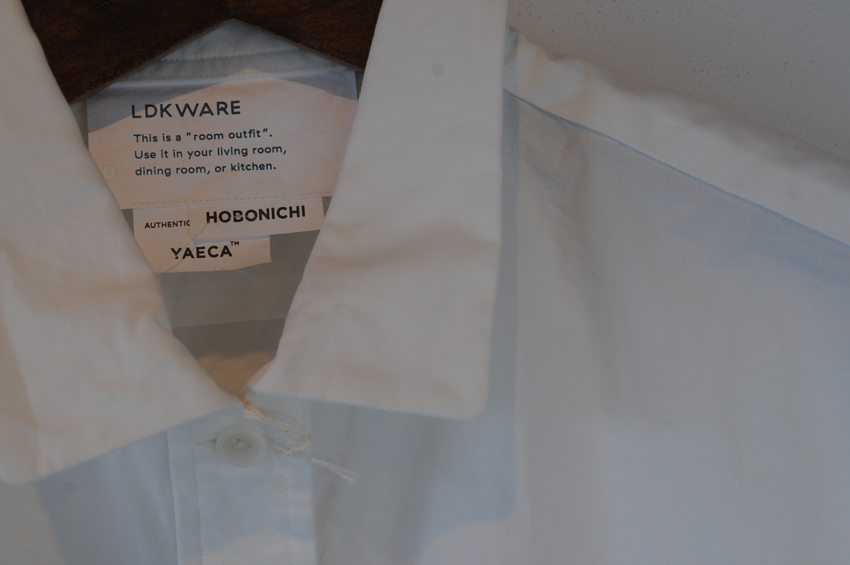 LDKWARE
This is a "room outfit".
Use it in your living room,
dining room, or kitchen.
AUTHENTIC
HOBONICHI
YAECA™